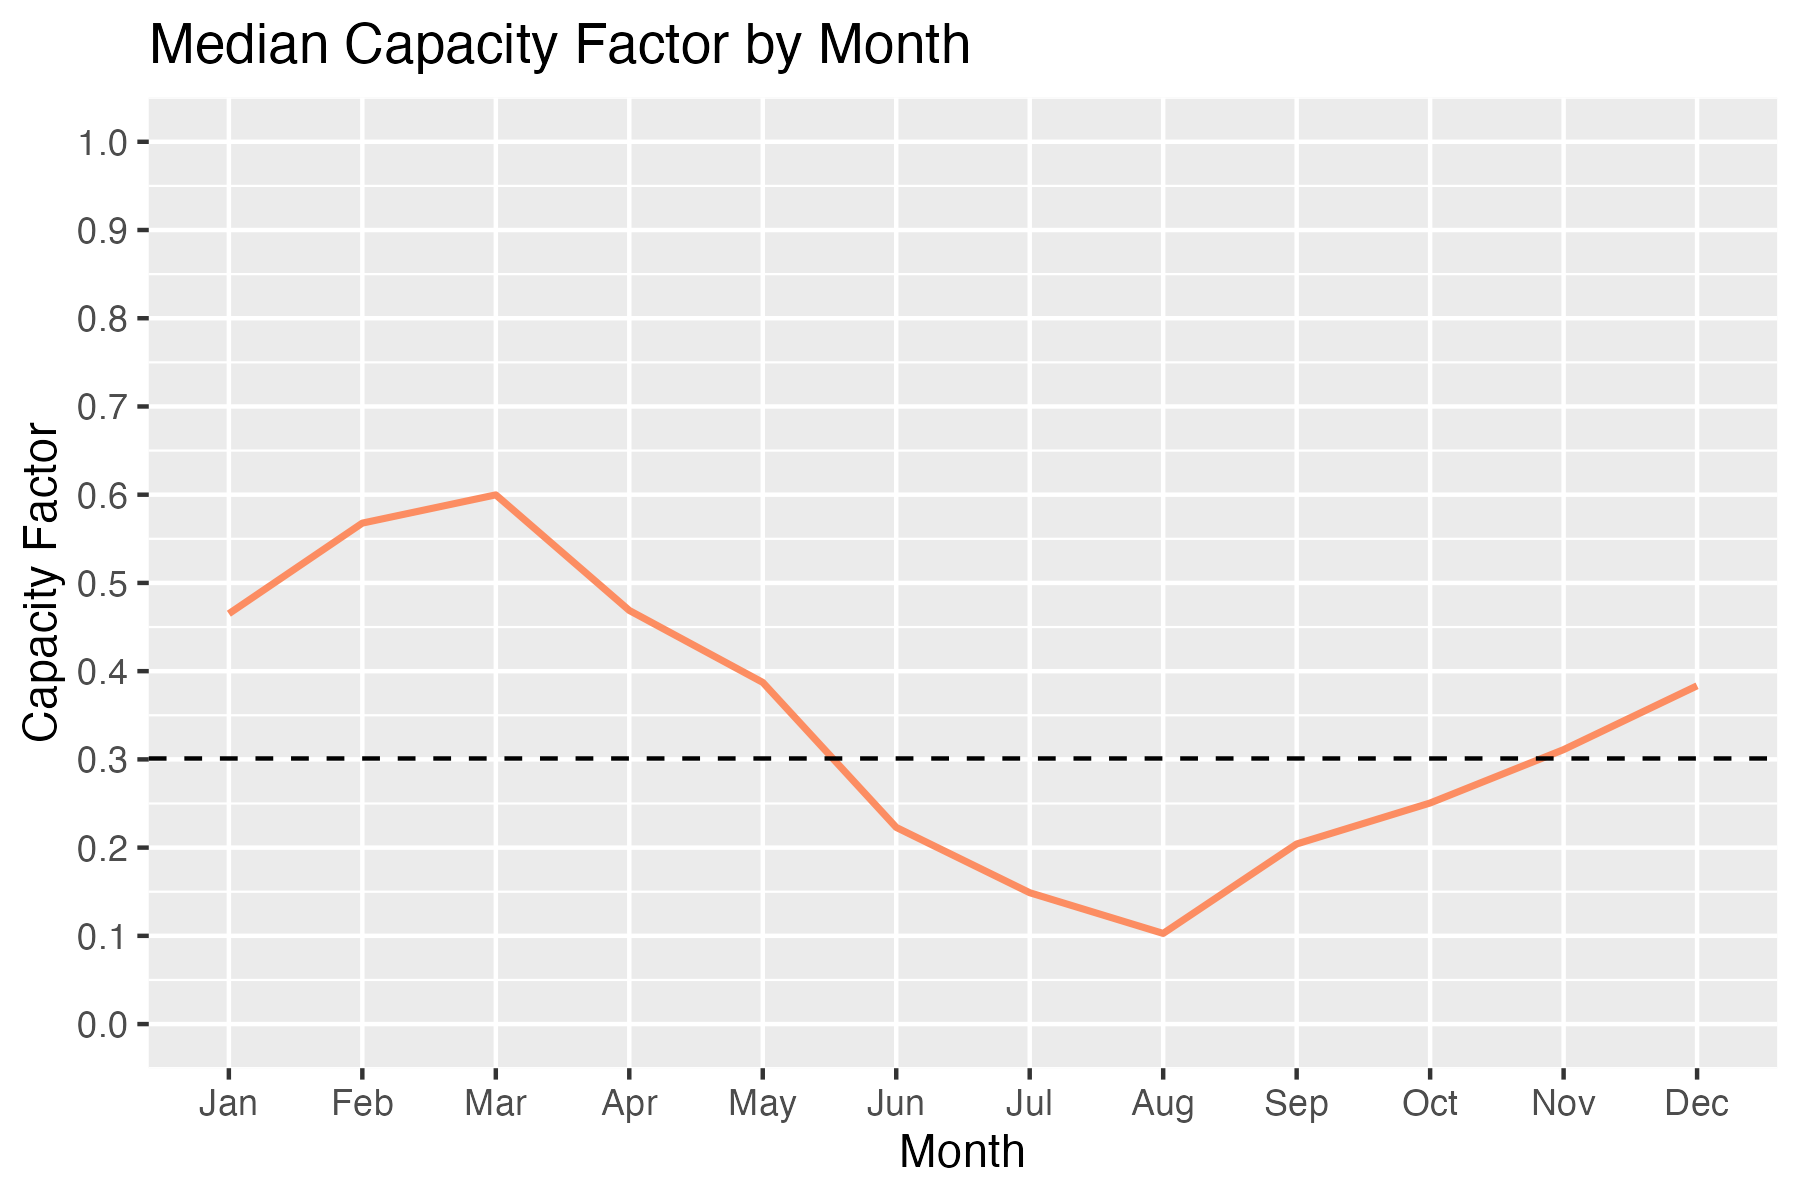 Median Capacity Factor by Month
Capacity Factor
1.0
0.9
0.8
0.7
0.6
0.5
0.4
0.3
0.2
0.1
0.0
Jan Feb Mar Apr May Jun Jul Aug Sep Oct Nov Dec
Month